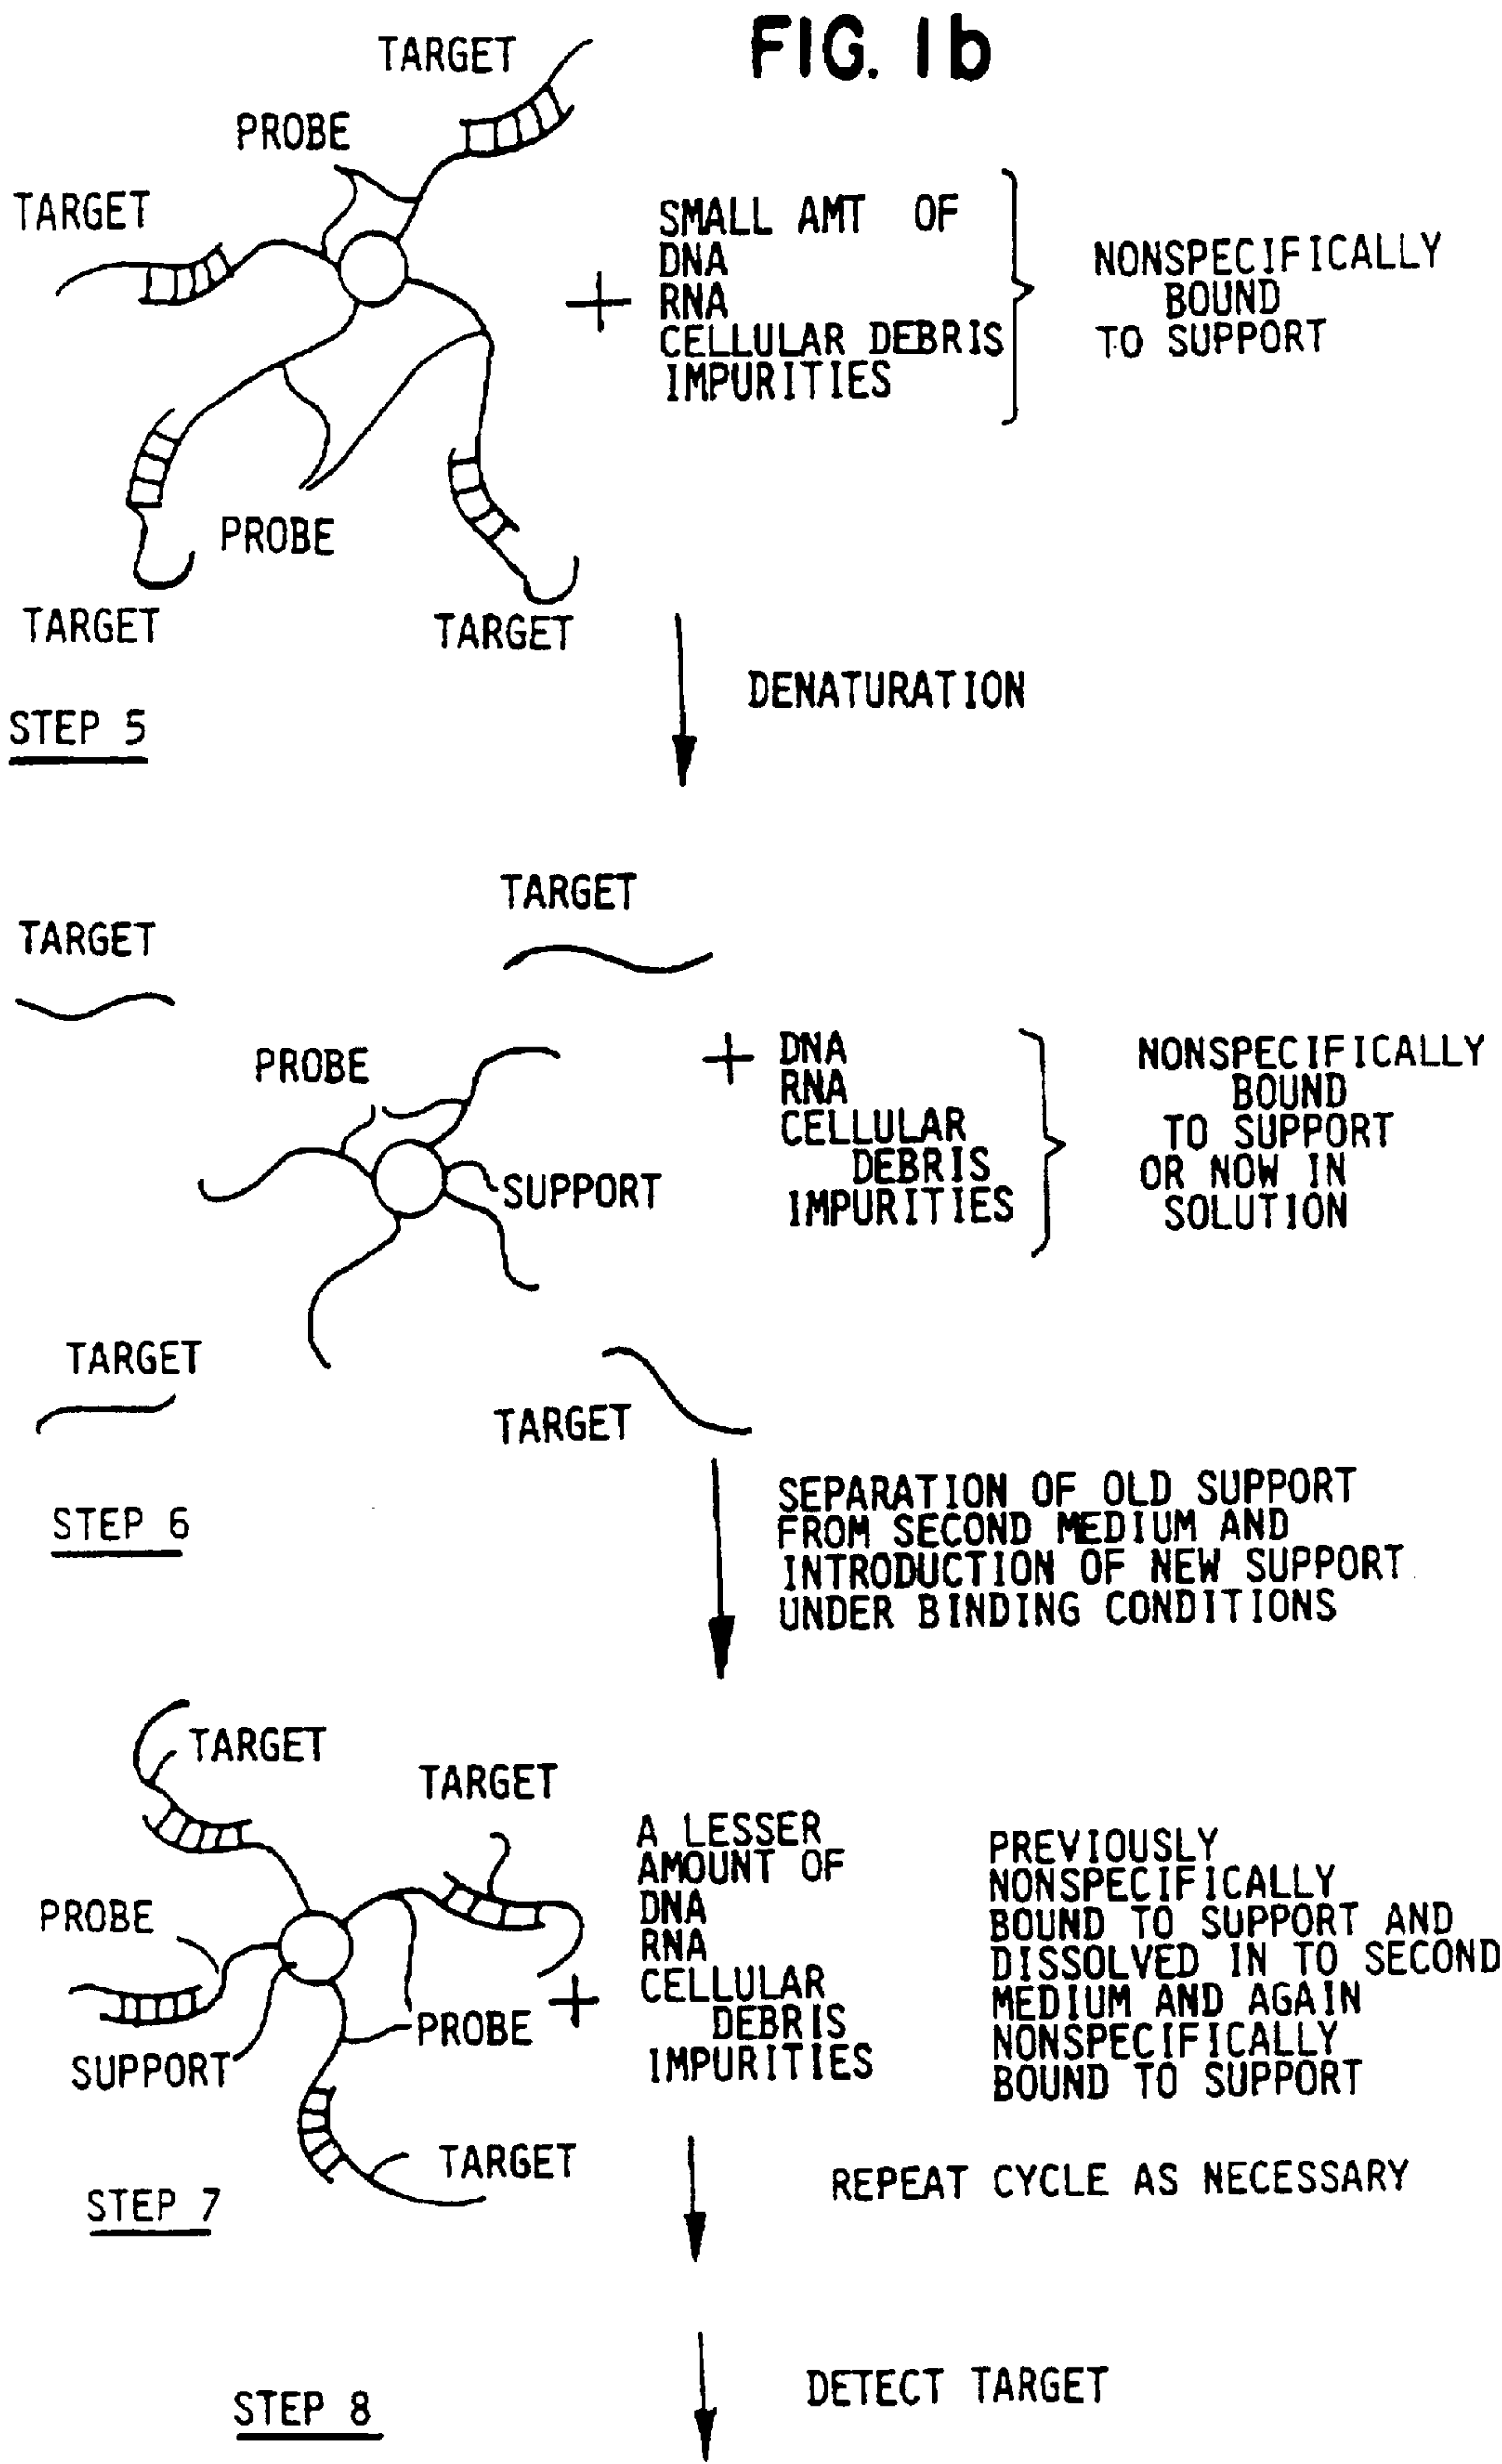 FIG. 1b
TARGET
PROBE
TARGET
SMALL AMT OF
DNA
RNA
CELLULAR DEBRIS
IMPURITIES
+
NONSPECIFICALLY
BOUND
TO SUPPORT
PROBE
TARGET
TARGET
STEP 5
DENATURATION
TARGET
TARGET
PROBE
SUPPORT
+
DNA
RNA
CELLULAR
DEBRIS
IMPURITIES
NONSPECIFICALLY
BOUND
TO SUPPORT
OR NOW IN
SOLUTION
TARGET
TARGET
STEP 6
SEPARATION OF OLD SUPPORT
FROM SECOND MEDIUM AND
INTRODUCTION OF NEW SUPPORT
UNDER BINDING CONDITIONS
TARGET
TARGET
PROBE
SUPPORT
PROBE
+
A LESSER
AMOUNT OF
DNA
RNA
CELLULAR
DEBRIS
IMPURITIES
PREVIOUSLY
NONSPECIFICALLY
BOUND TO SUPPORT AND
DISSOLVED IN TO SECOND
MEDIUM AND AGAIN
NONSPECIFICALLY
BOUND TO SUPPORT
TARGET
STEP 7
REPEAT CYCLE AS NECESSARY
STEP 8
DETECT TARGET